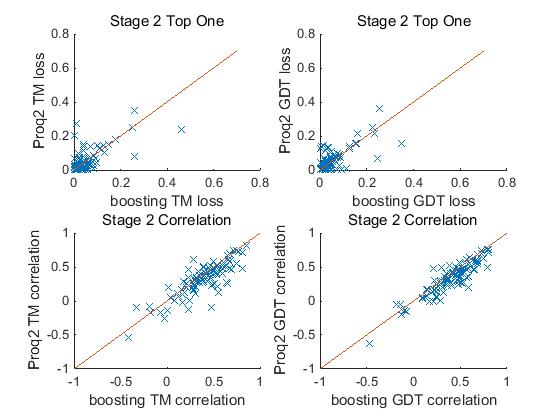 Stage 2 Top One
Proq2 TM loss
0.8
0.6
0.4
0.2
0
0 0.2 0.4 0.6 0.8
boosting TM loss
Stage 2 Top One
Proq2 GDT loss
0.8
0.6
0.4
0.2
0
0 0.2 0.4 0.6 0.8
boosting GDT loss
Stage 2 Correlation
Proq2 TM correlation
1
0.5
0
-0.5
-1
-1 -0.5 0 0.5 1
boosting TM correlation
Stage 2 Correlation
Proq2 GDT correlation
1
0.5
0
-0.5
-1
-1 -0.5 0 0.5 1
boosting GDT correlation